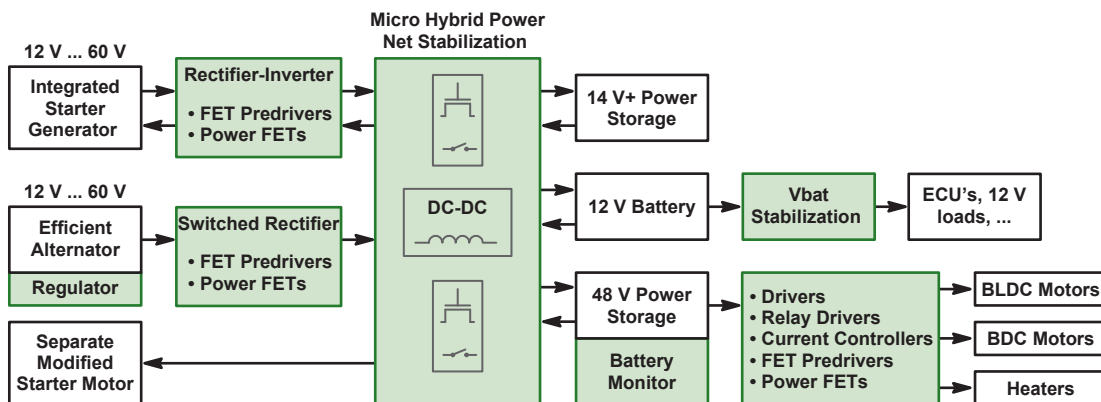 Micro Hybrid Power
Net Stabilization
12 V ... 60 V
Integrated
Starter
Generator
Rectifier-Inverter
• FET Predrivers
• Power FETs
12 V ... 60 V
Efficient
Alternator
Regulator
Switched Rectifier
• FET Predrivers
• Power FETs
Separate
Modified
Starter Motor
DC-DC
14 V+ Power
Storage
12 V Battery
Vbat
Stabilization
ECU's, 12 V
loads, ...
48 V Power
Storage
Battery
Monitor
• Drivers
• Relay Drivers
• Current Controllers
• FET Predrivers
• Power FETs
BLDC Motors
BDC Motors
Heaters